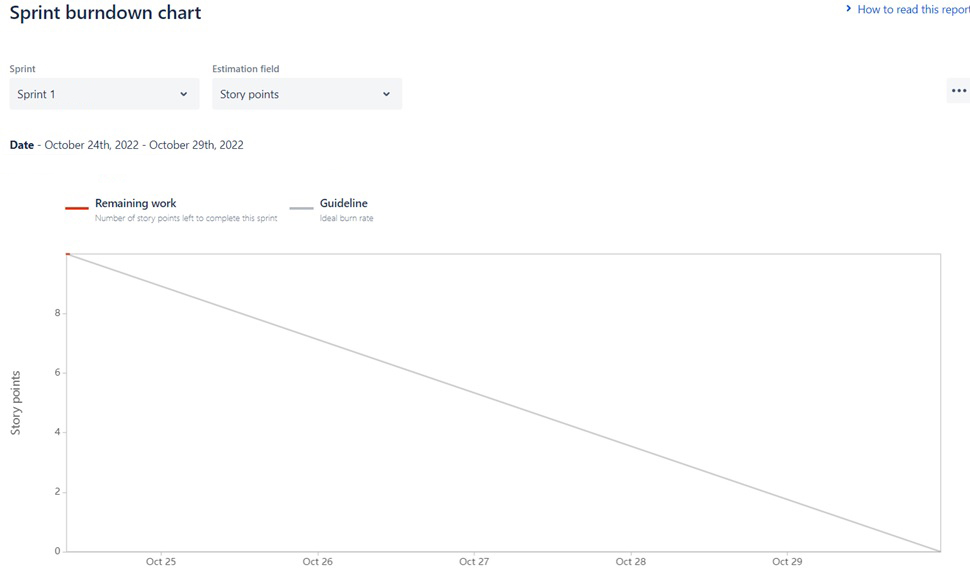 Sprint burndown chart
How to read this report
Sprint
Estimation field
Sprint 1
Story points
Date - October 24th, 2022 - October 29th, 2022
Remaining work
Number of story points left to complete this sprint
Guideline
Ideal burn rate
Story points
8
6
4
2
0
Oct 25
Oct 26
Oct 27
Oct 28
Oct 29